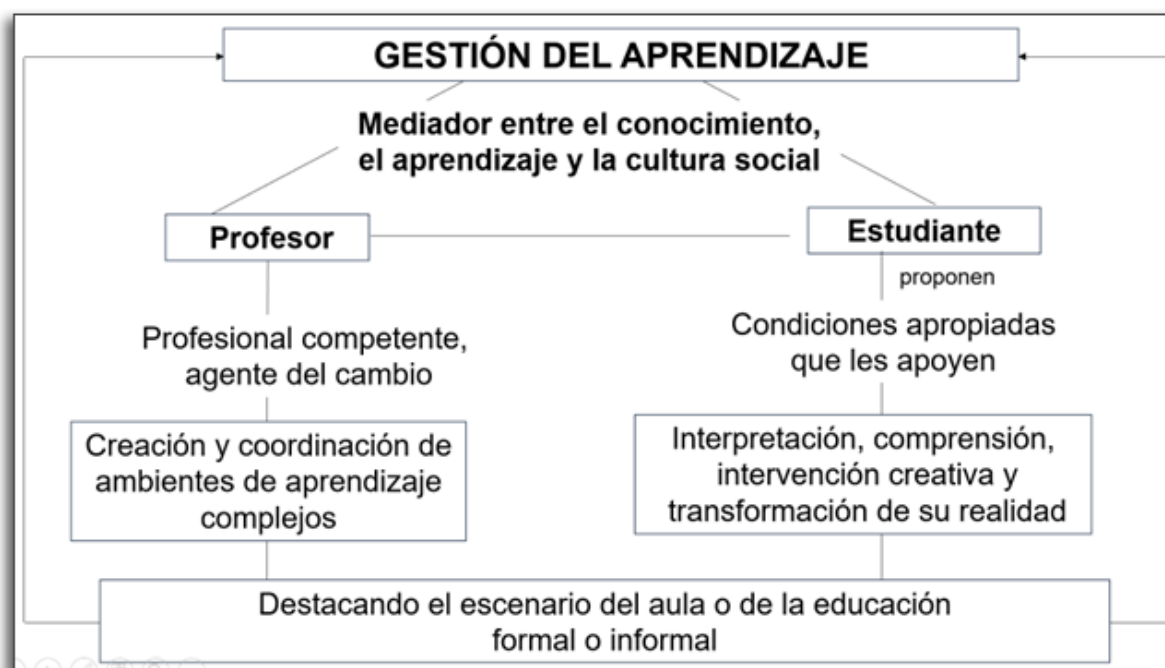 GESTIÓN DEL APRENDIZAJE
Mediador entre el conocimiento,
el aprendizaje y la cultura social
Profesor
Estudiante
proponen
Profesional competente,
agente del cambio
Condiciones apropiadas
que les apoyen
Creación y coordinación de
ambientes de aprendizaje
complejos
Interpretación, comprensión,
intervención creativa y
transformación de su realidad
Destacando el escenario del aula o de la educación
formal o informal